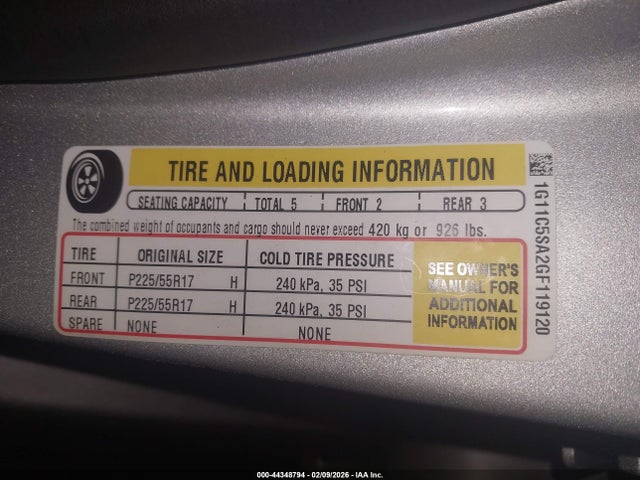 TIRE AND LOADING INFORMATION
SEATING CAPACITY TOTAL 5 FRONT 2 REAR 3
The combined weight of occupants and cargo should never exceed 420 kg or 926 lbs.
TIRE ORIGINAL SIZE COLD TIRE PRESSURE
FRONT P225/55R17 H 240 kPa, 35 PSI
REAR P225/55R17 H 240 kPa, 35 PSI
SPARE NONE NONE
SEE OWNER'S
MANUAL FOR
ADDITIONAL
INFORMATION
1G11C5SA2GF119120
000-44348794 - 02/09/2026 - IAA Inc.